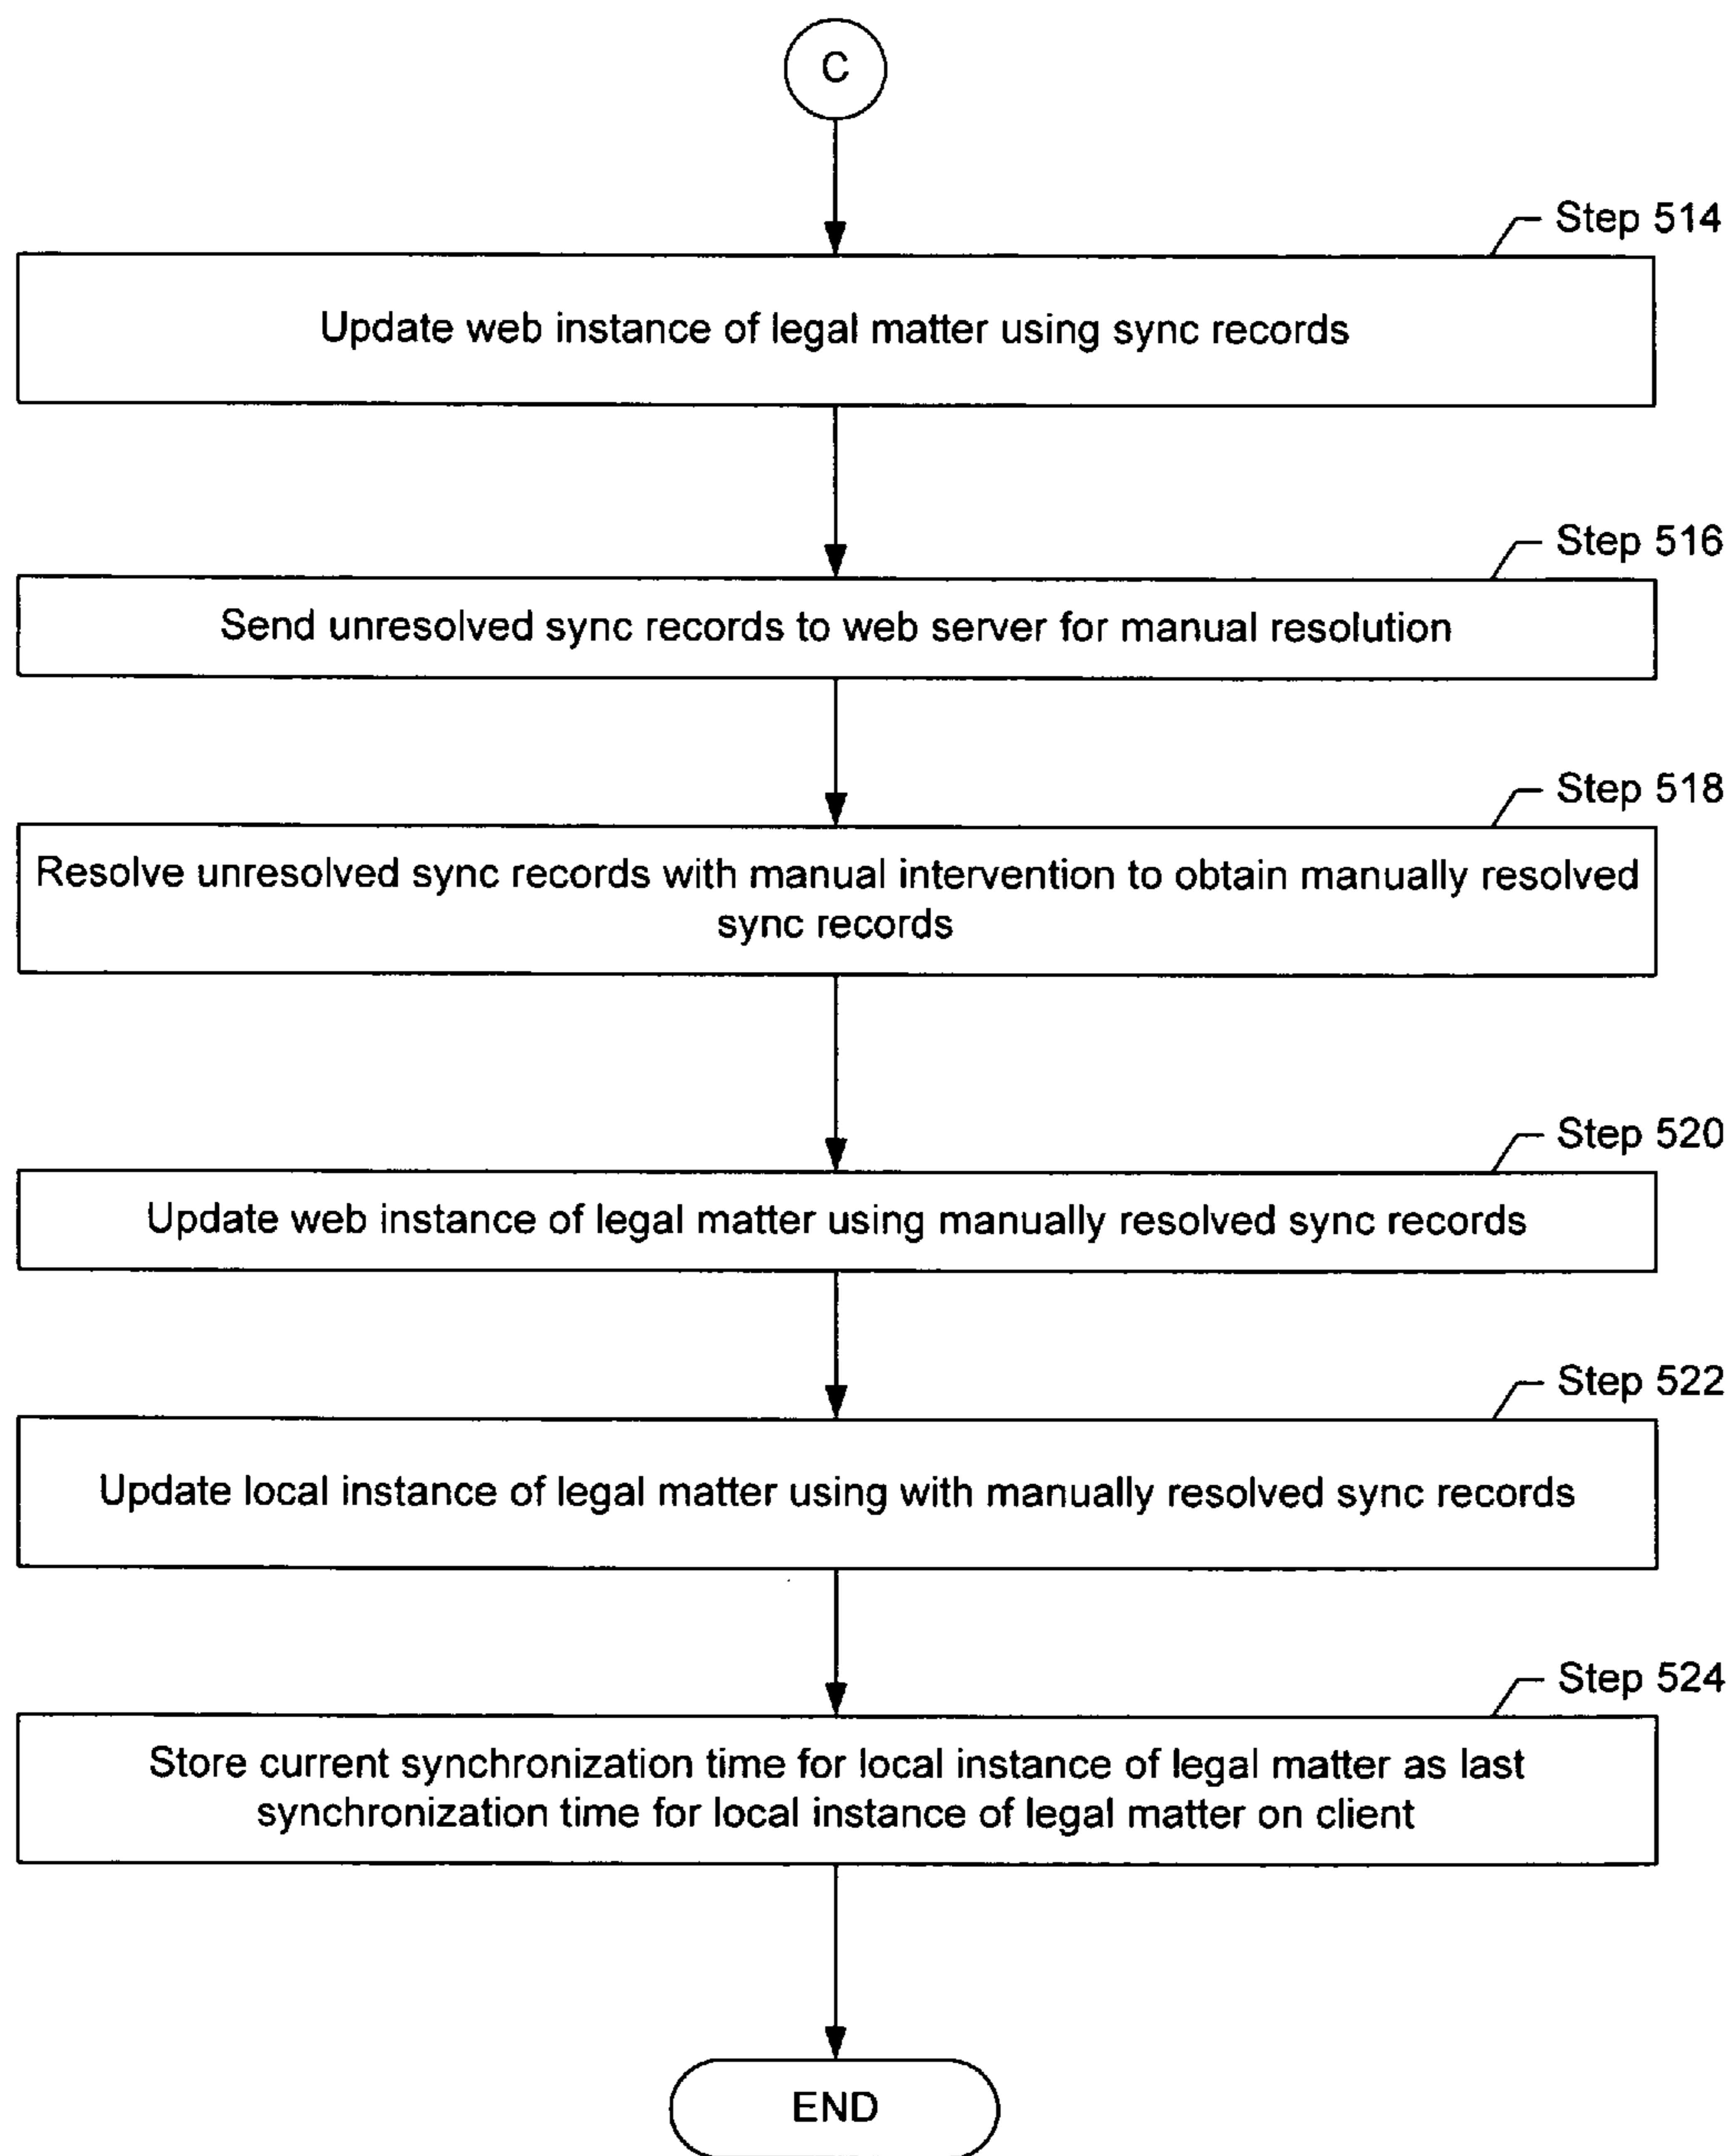 C
Step 514
Update web instance of legal matter using sync records
Step 516
Send unresolved sync records to web server for manual resolution
Step 518
Resolve unresolved sync records with manual intervention to obtain manually resolved
sync records
Step 520
Update web instance of legal matter using manually resolved sync records
Step 522
Update local instance of legal matter using with manually resolved sync records
Step 524
Store current synchronization time for local instance of legal matter as last
synchronization time for local instance of legal matter on client
END